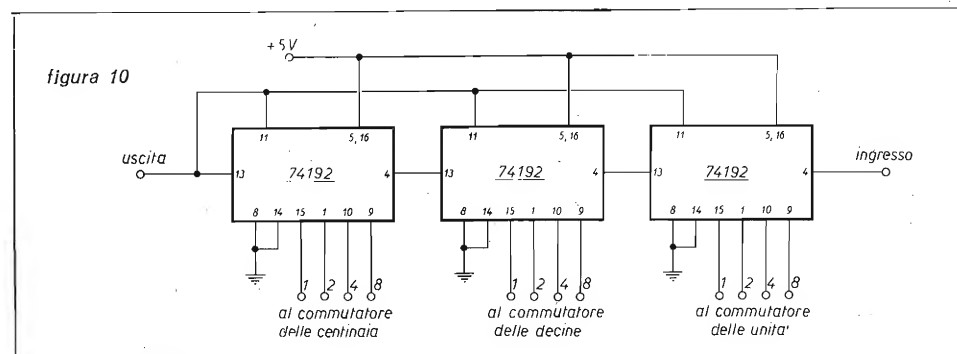 figura 10
+5V
11 5, 16 11 5, 16 11 5, 16
uscita 13 74192 4 13 74192 4 13 74192 4 ingresso
8 14 15 1 10 9 8 14 15 1 10 9 8 14 15 1 10 9
1 2 4 8 1 2 4 8 1 2 4 8
al commutatore al commutatore al commutatore
delle centinaia delle decine delle unita'